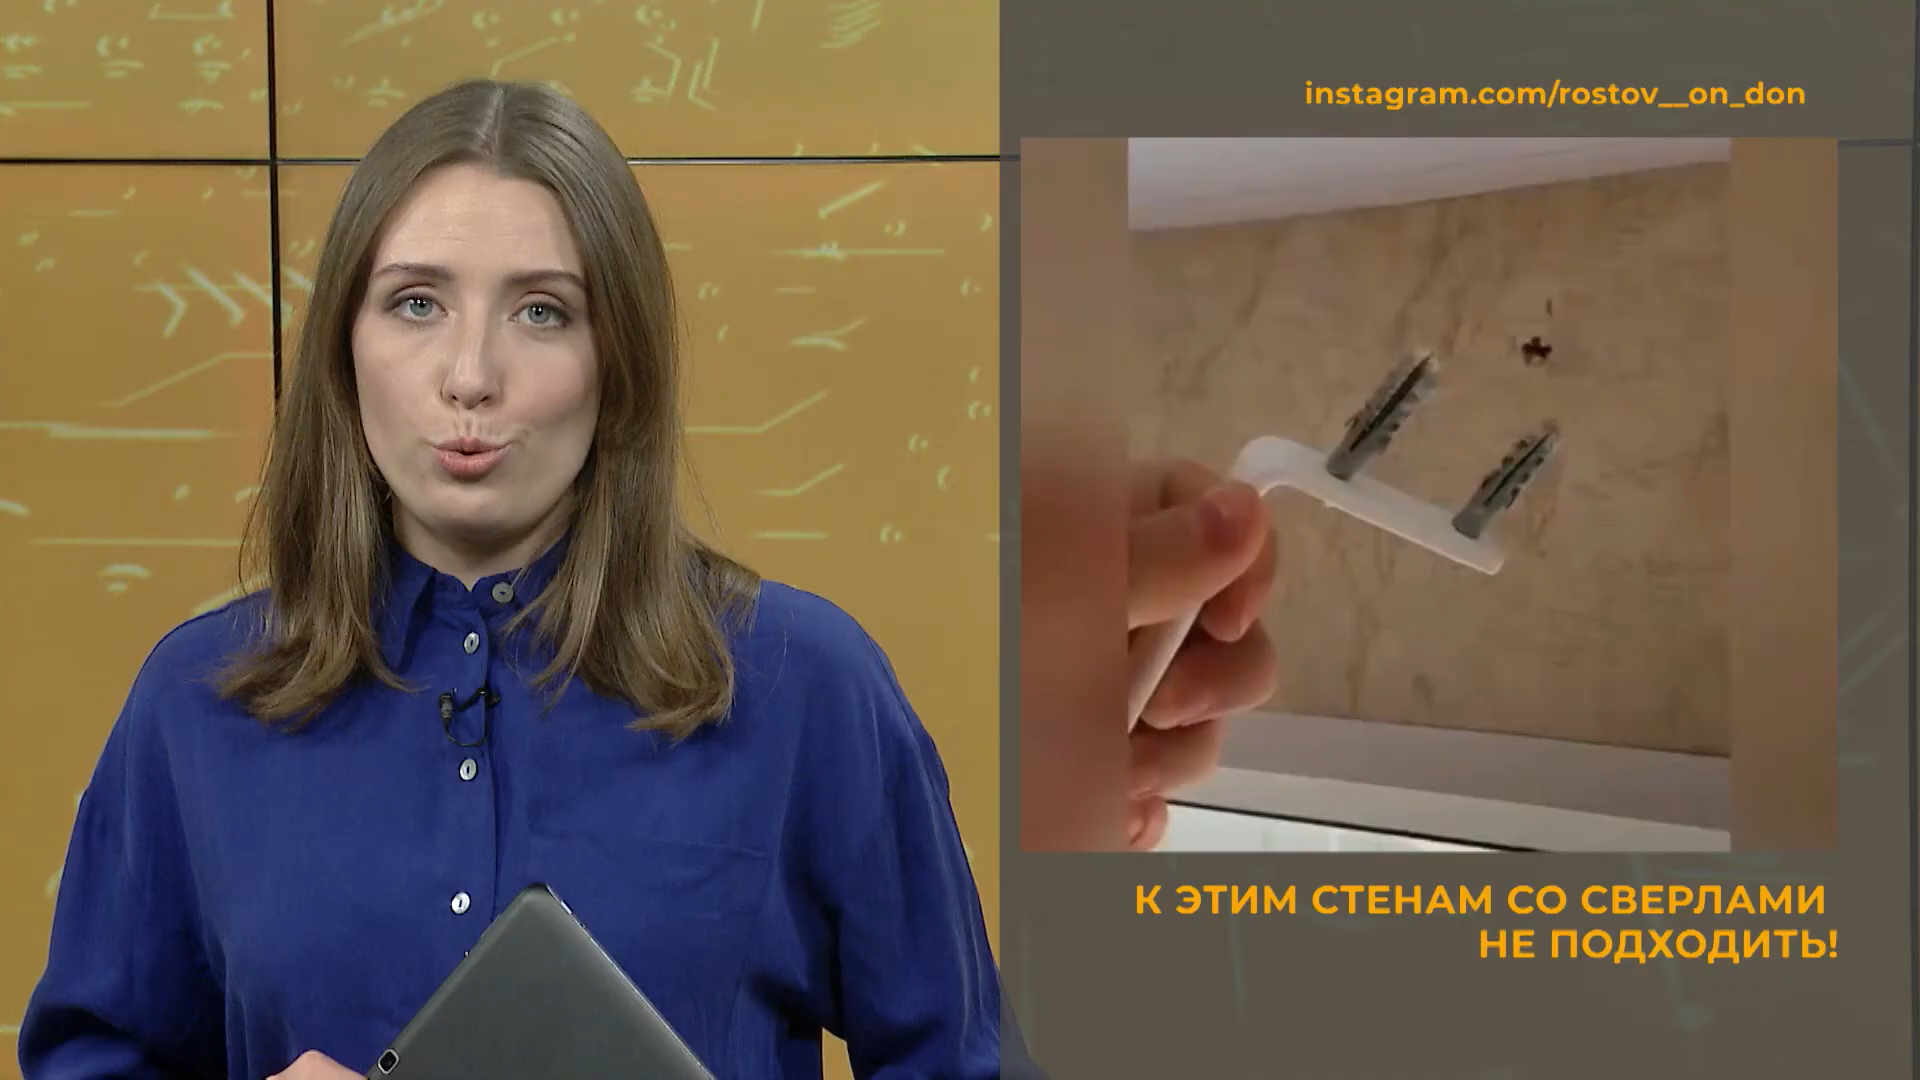 instagram.com/rostov__on_don
К ЭТИМ СТЕНАМ СО СВЕРЛАМИ
НЕ ПОДХОДИТЬ!